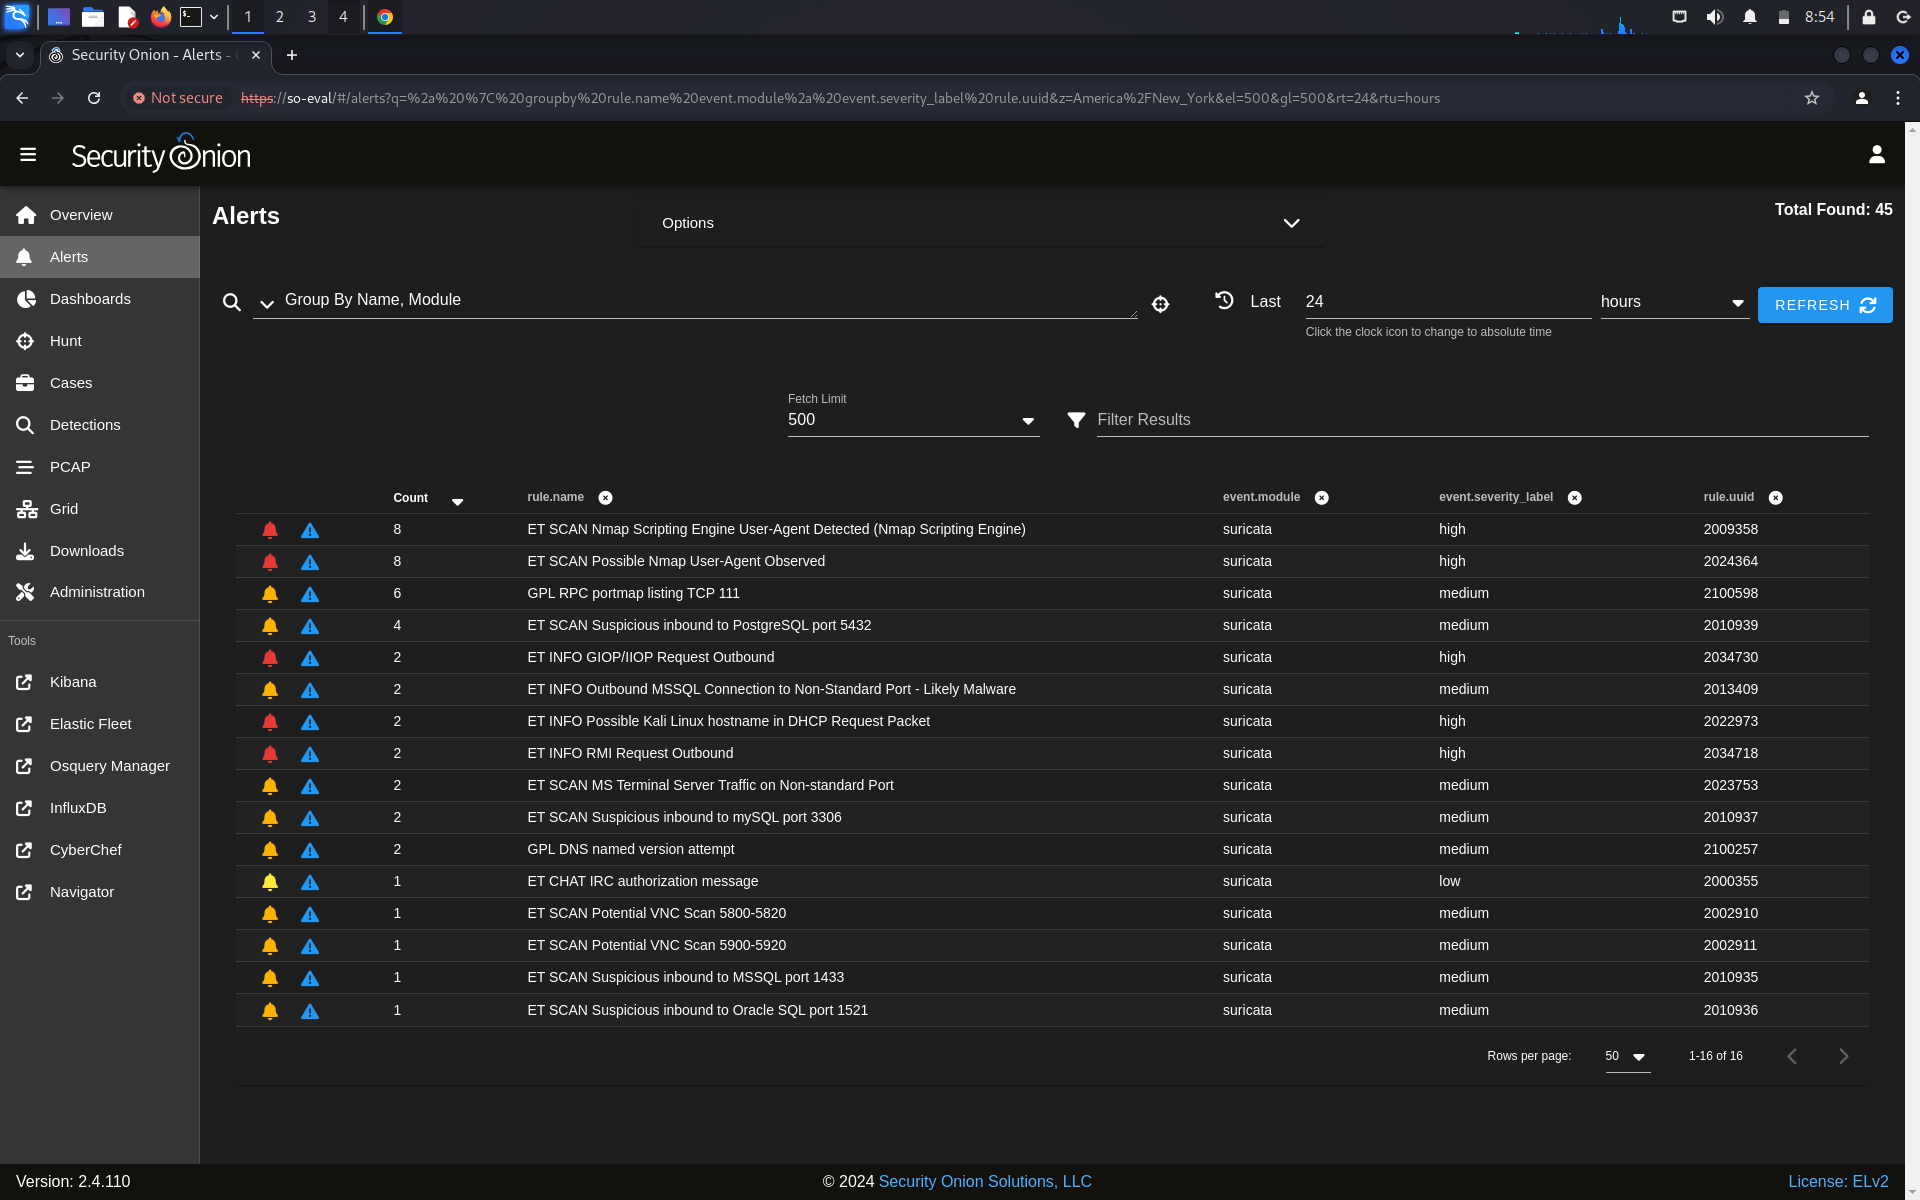 1 2 3 4 8:54
Security Onion - Alerts -
Not secure https://so-eval/#/alerts?q=%2a%20%7C%20groupby%20rule.name%20event.module%2a%20event.severity_label%20rule.uuid&z=America%2FNew_York&el=500&gl=500&rt=24&rtu=hours
Security Onion
Overview
Alerts
Dashboards
Hunt
Cases
Detections
PCAP
Grid
Downloads
Administration
Tools
Kibana
Elastic Fleet
Osquery Manager
InfluxDB
CyberChef
Navigator
Alerts
Options
Total Found: 45
Group By Name, Module
Last 24 hours REFRESH
Click the clock icon to change to absolute time
Fetch Limit
500 Filter Results
Count rule.name event.module event.severity_label rule.uuid
8 ET SCAN Nmap Scripting Engine User-Agent Detected (Nmap Scripting Engine) suricata high 2009358
8 ET SCAN Possible Nmap User-Agent Observed suricata high 2024364
6 GPL RPC portmap listing TCP 111 suricata medium 2100598
4 ET SCAN Suspicious inbound to PostgreSQL port 5432 suricata medium 2010939
2 ET INFO GIOP/IIOP Request Outbound suricata high 2034730
2 ET INFO Outbound MSSQL Connection to Non-Standard Port - Likely Malware suricata medium 2013409
2 ET INFO Possible Kali Linux hostname in DHCP Request Packet suricata high 2022973
2 ET INFO RMI Request Outbound suricata high 2034718
2 ET SCAN MS Terminal Server Traffic on Non-standard Port suricata medium 2023753
2 ET SCAN Suspicious inbound to mySQL port 3306 suricata medium 2010937
2 GPL DNS named version attempt suricata medium 2100257
1 ET CHAT IRC authorization message suricata low 2000355
1 ET SCAN Potential VNC Scan 5800-5820 suricata medium 2002910
1 ET SCAN Potential VNC Scan 5900-5920 suricata medium 2002911
1 ET SCAN Suspicious inbound to MSSQL port 1433 suricata medium 2010935
1 ET SCAN Suspicious inbound to Oracle SQL port 1521 suricata medium 2010936
Rows per page: 50 1-16 of 16
Version: 2.4.110 © 2024 Security Onion Solutions, LLC License: ELv2